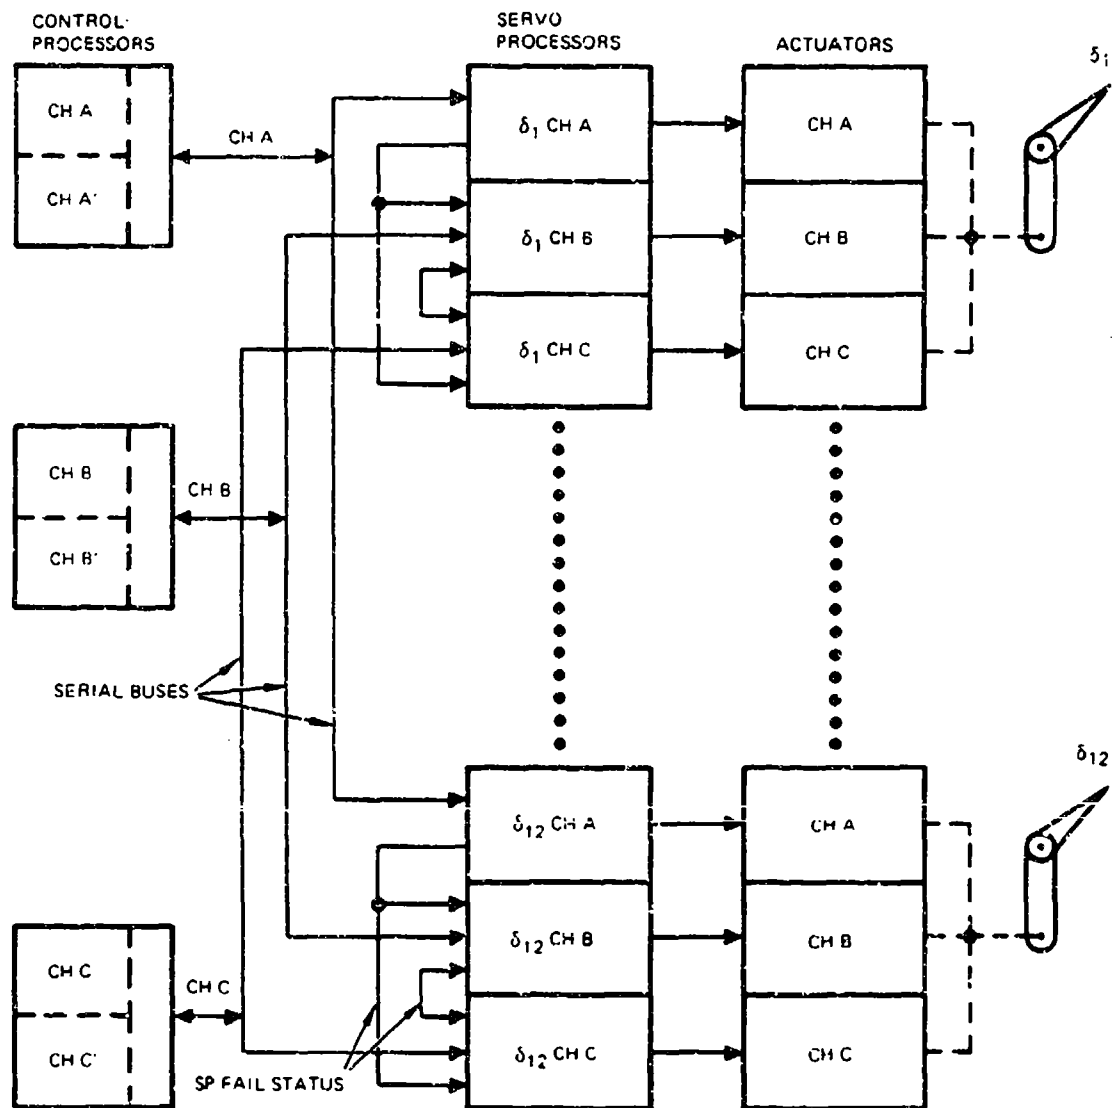 CONTROL-
PROCESSORS
SERVO
PROCESSORS
ACTUATORS
δ1
CH A
CH A'
CH A
δ1 CH A
CH A
δ1 CH B
CH B
δ1 CH C
CH C
CH B
CH B'
CH B
SERIAL BUSES
δ12
δ12 CH A
CH A
δ12 CH B
CH B
CH C
CH C'
CH C
δ12 CH C
CH C
SP FAIL STATUS